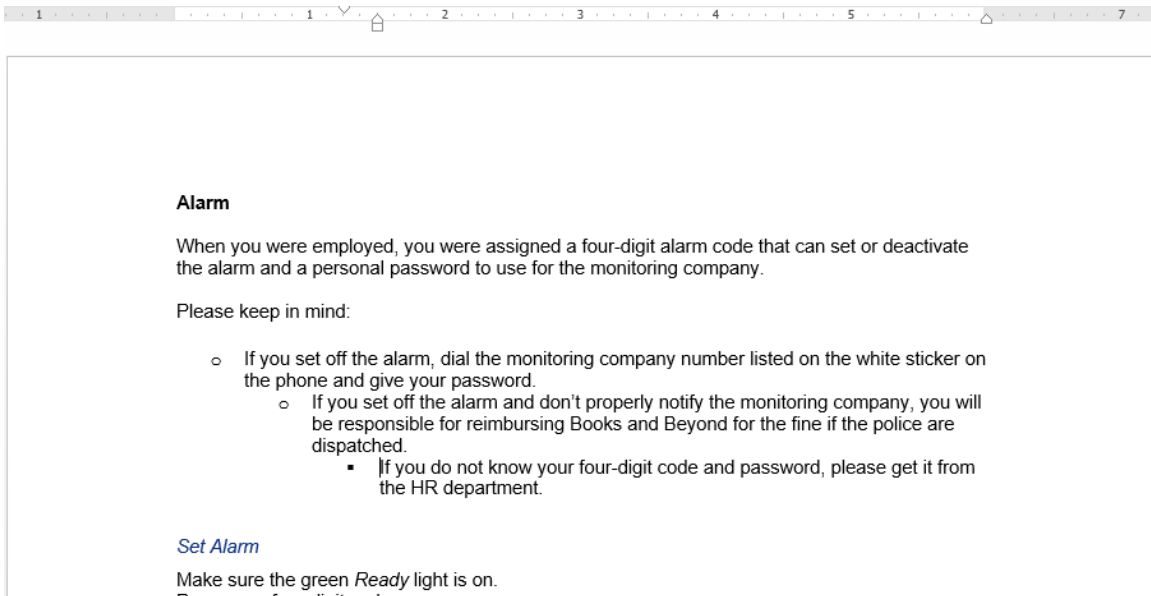 1 1 2 3 4 5 7
Alarm
When you were employed, you were assigned a four-digit alarm code that can set or deactivate
the alarm and a personal password to use for the monitoring company.
Please keep in mind:
o If you set off the alarm, dial the monitoring company number listed on the white sticker on
the phone and give your password.
o If you set off the alarm and don’t properly notify the monitoring company, you will
be responsible for reimbursing Books and Beyond for the fine if the police are
dispatched.
▪ If you do not know your four-digit code and password, please get it from
the HR department.
Set Alarm
Make sure the green Ready light is on.